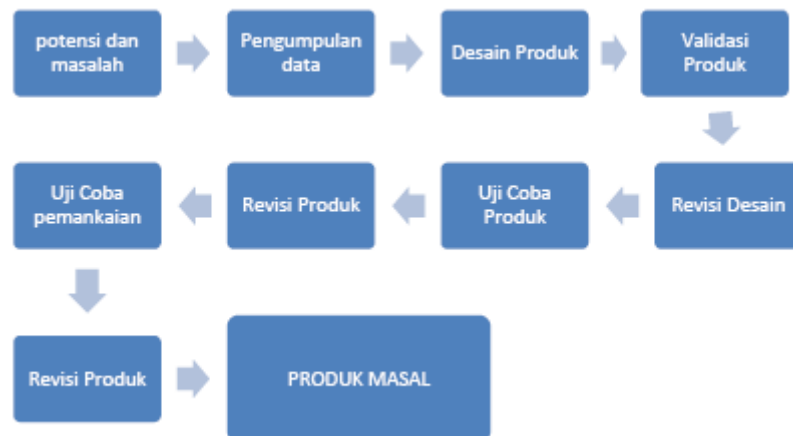 potensi dan
masalah
Pengumpulan
data
Desain Produk
Validasi
Produk
Revisi Desain
Uji Coba
Produk
Revisi Produk
Uji Coba
pemankaian
Revisi Produk
PRODUK MASAL